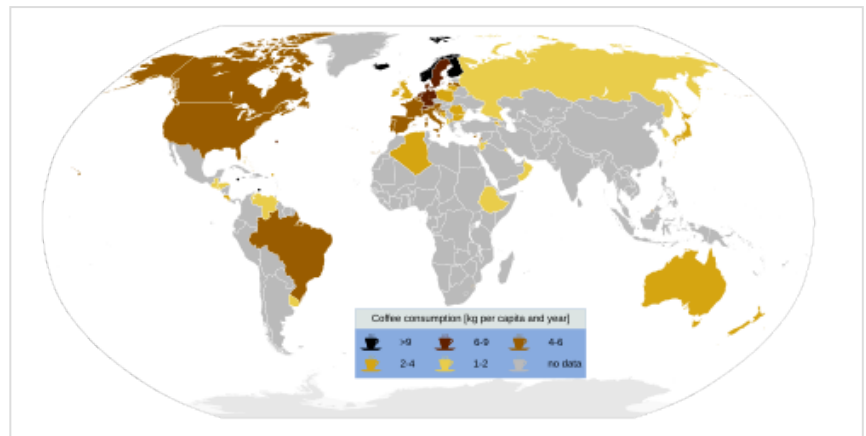 Coffee consumption [kg per capita and year]
>9 6-9 4-6
2-4 1-2 no data